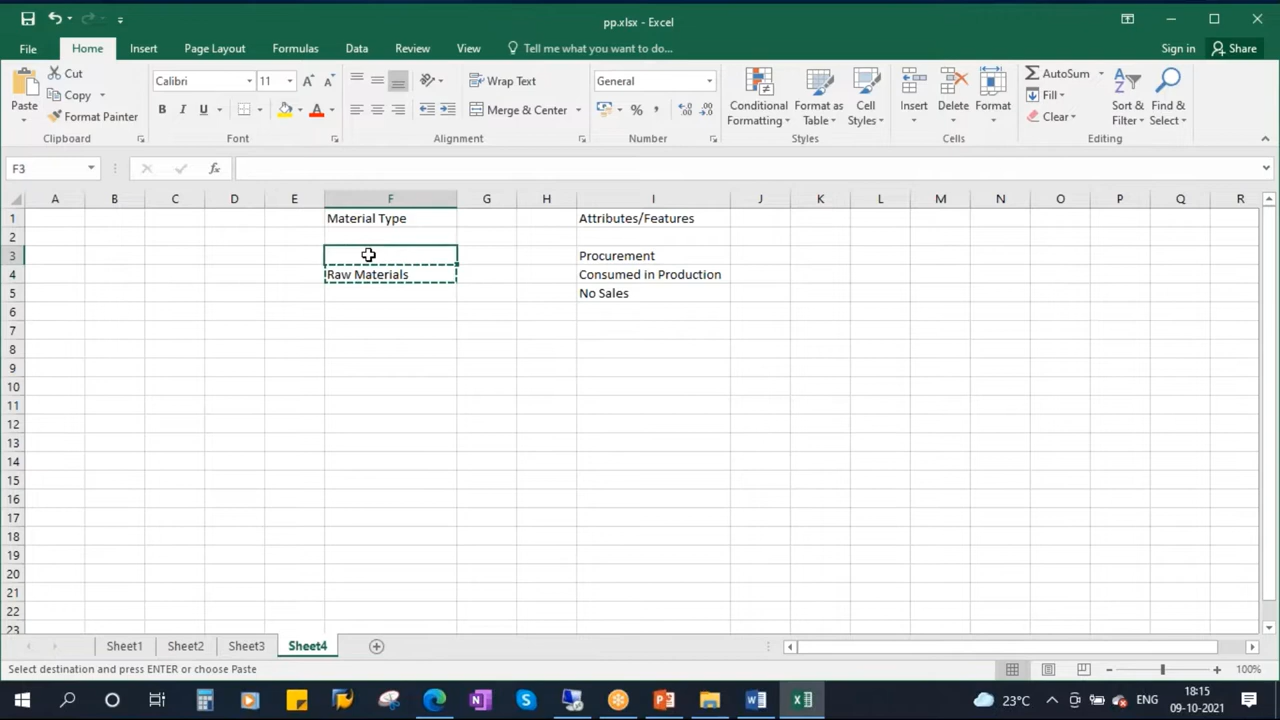 pp.xlsx - Excel
File Home Insert Page Layout Formulas Data Review View Tell me what you want to do... Sign in Share
Paste
Cut
Copy
Format Painter
Clipboard
Calibri 11
B I U
Font
Wrap Text
Merge & Center
Alignment
General
Number
Conditional Formatting
Format as Table
Cell Styles
Styles
Insert Delete Format
Cells
AutoSum
Fill
Clear
Sort & Filter
Find & Select
Editing
F3 fx
A B C D E F G H I J K L M N O P Q R
1 Material Type Attributes/Features
2
3 Procurement
4 Raw Materials Consumed in Production
5 No Sales
6
7
8
9
10
11
12
13
14
15
16
17
18
19
20
21
22
23
Sheet1 Sheet2 Sheet3 Sheet4
Select destination and press ENTER or choose Paste 100%
23°C ENG 18:15
09-10-2021